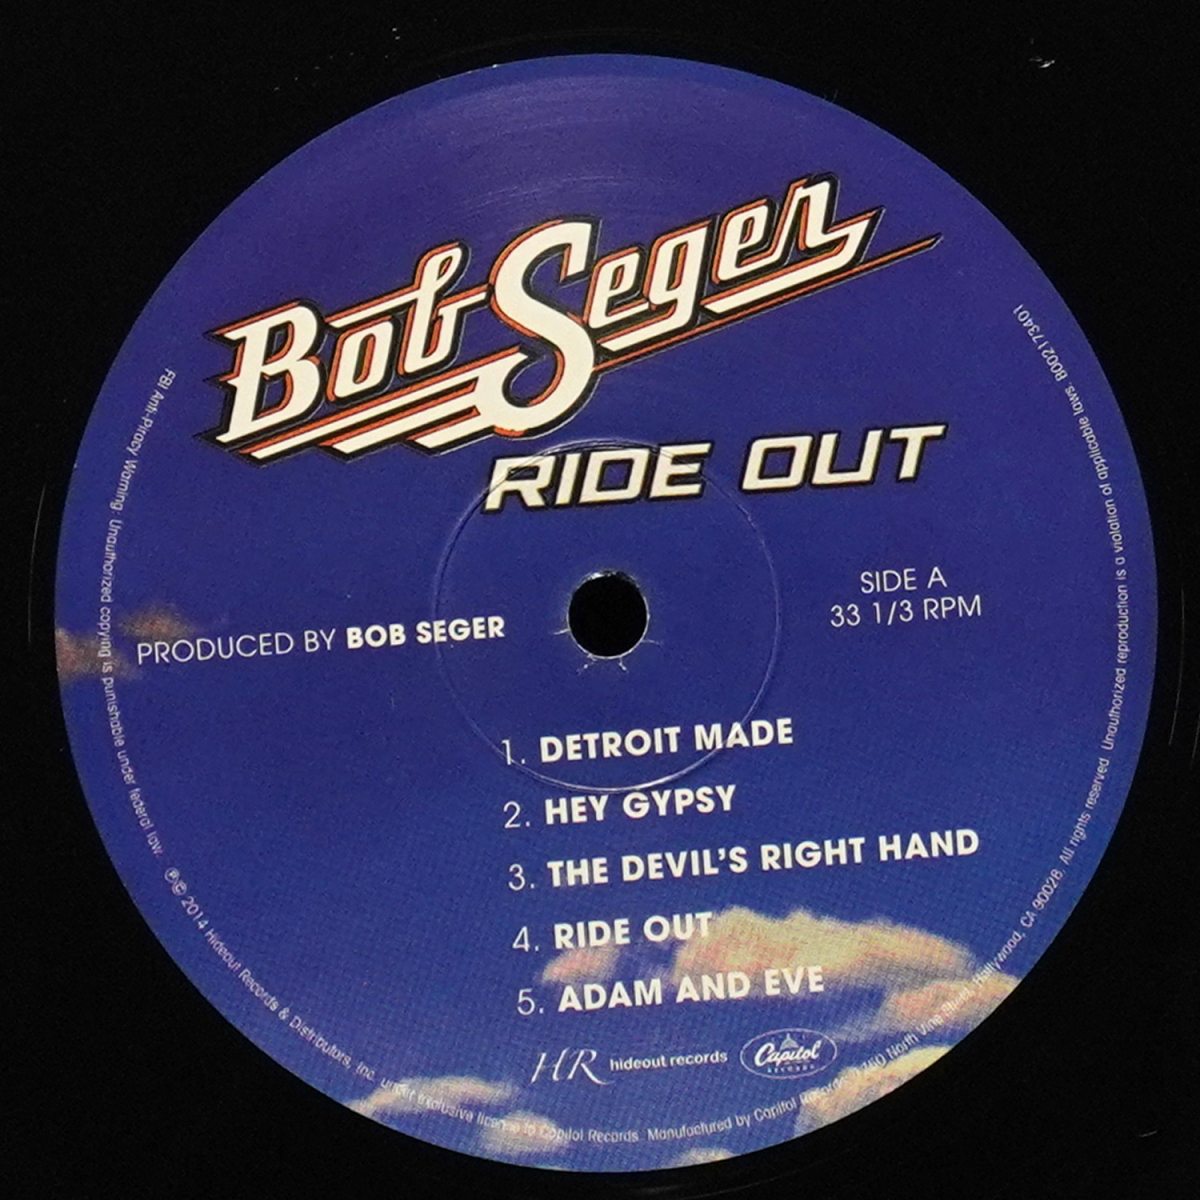 Bob Seger
RIDE OUT
SIDE A
33 1/3 RPM
PRODUCED BY BOB SEGER
1. DETROIT MADE
2. HEY GYPSY
3. THE DEVIL'S RIGHT HAND
4. RIDE OUT
5. ADAM AND EVE
HR hideout records
Capitol
RECORDS
FBI Anti-Piracy Warning: Unauthorized copying is punishable under federal law. ℗© 2014 Hideout Records & Distributors, Inc. under exclusive license to Capitol Records. Manufactured by Capitol Records, 1750 North Vine Street, Hollywood, CA 90028. All rights reserved. Unauthorized reproduction is a violation of applicable laws. B002173401